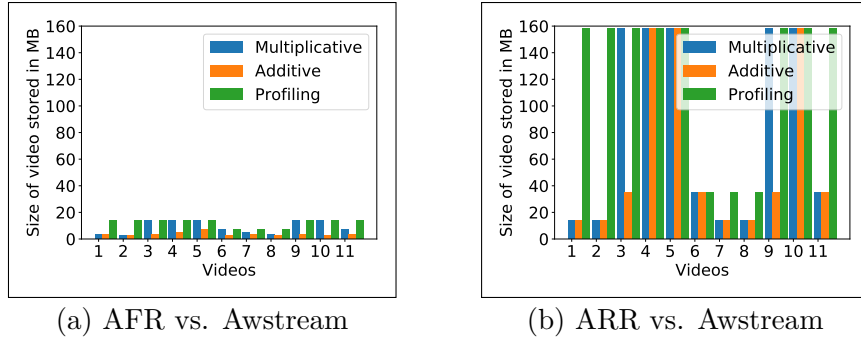 160
140
120
100
80
60
40
20
0
Size of video stored in MB
Multiplicative
Additive
Profiling
1 2 3 4 5 6 7 8 9 10 11
Videos
(a) AFR vs. Awstream
160
140
120
100
80
60
40
20
0
Size of video stored in MB
Multiplicative
Additive
Profiling
1 2 3 4 5 6 7 8 9 10 11
Videos
(b) ARR vs. Awstream